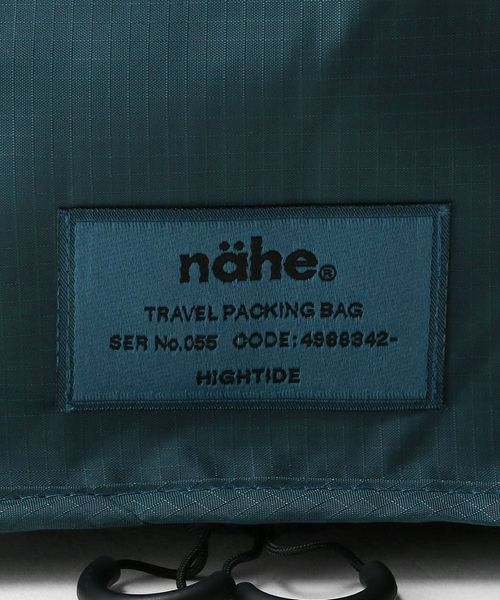 nähe®
TRAVEL PACKING BAG
SER No.055 CODE:4988342-
HIGHTIDE